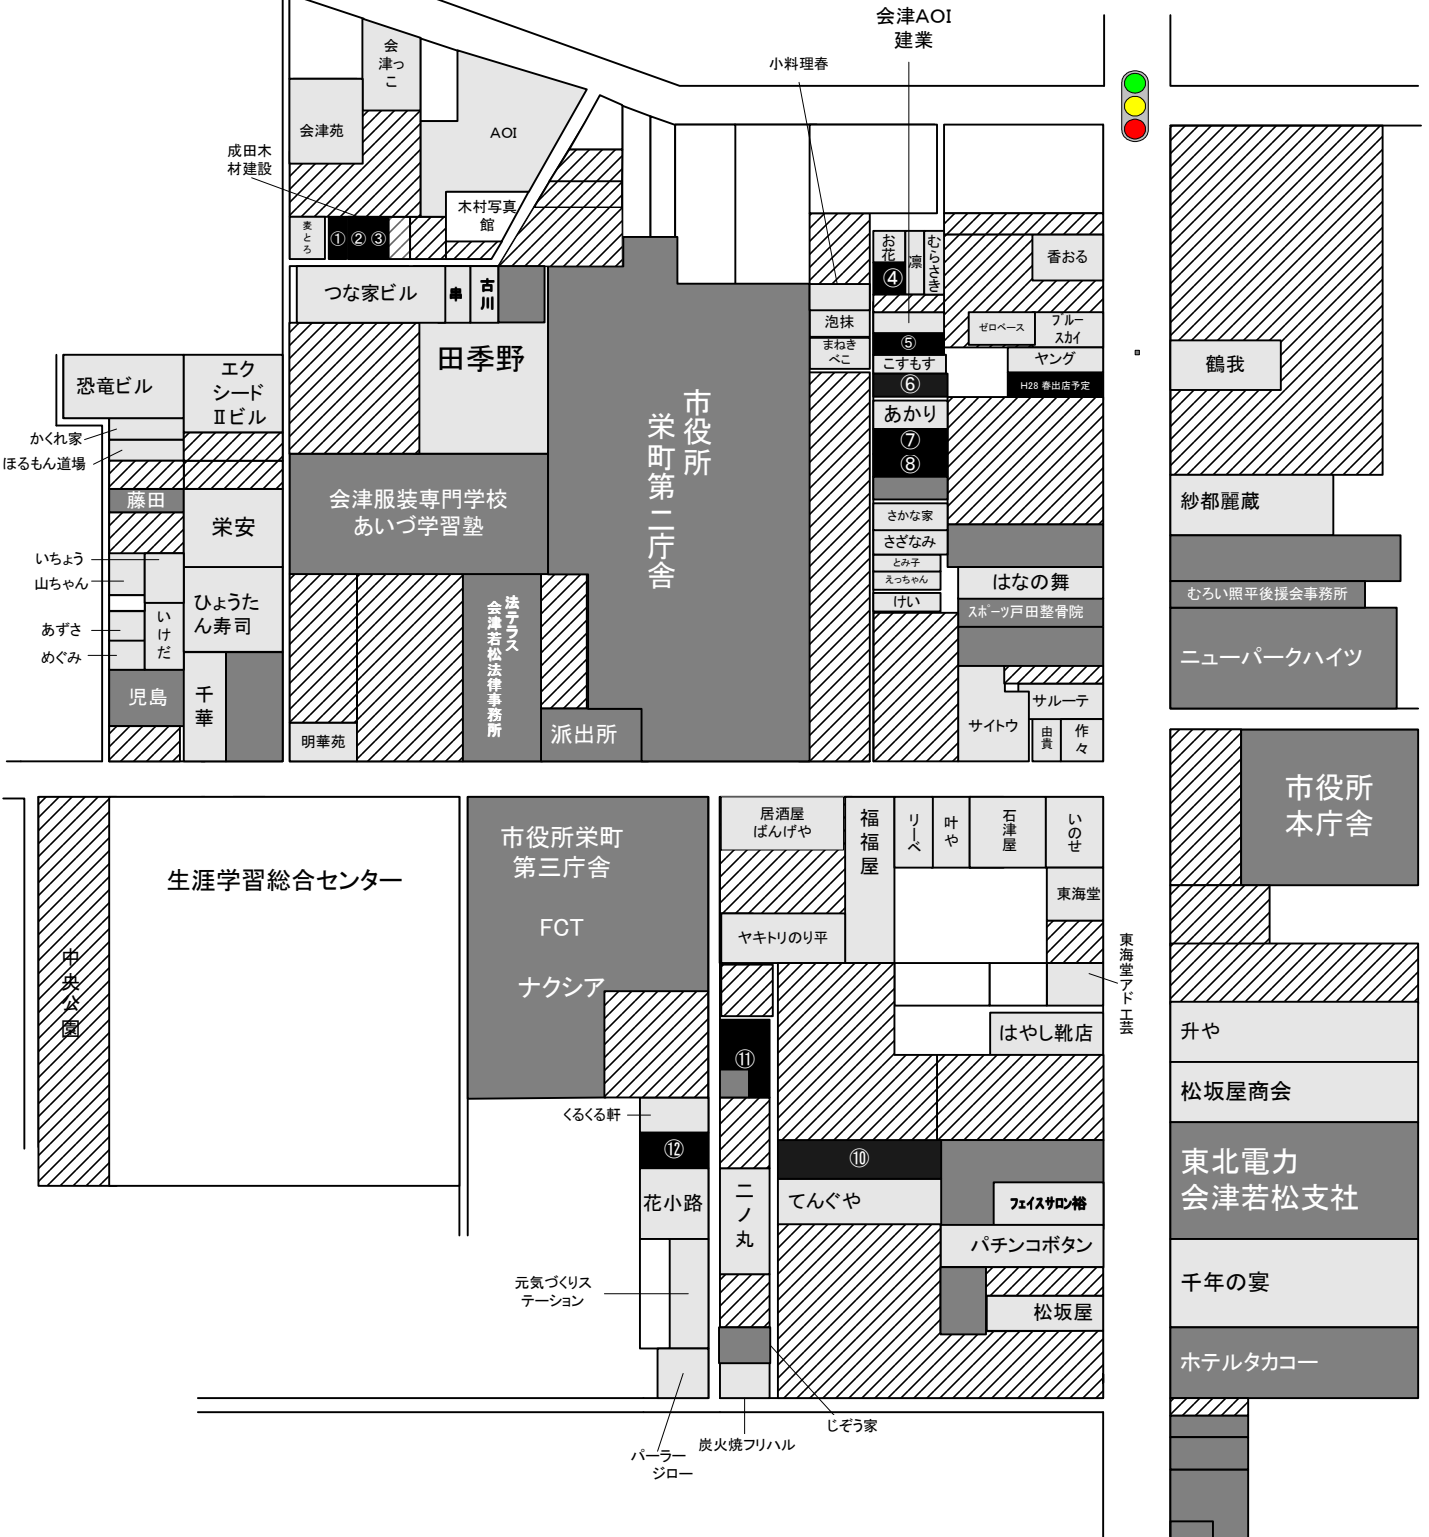 会津AOI
建業
小料理春
会
津っ
こ
会津苑
AOI
成田木
材建設
木村写真
館
麦とろ
① ② ③
つな家ビル
串
古川
田季野
恐竜ビル
エク
シード
Ⅱビル
かくれ家
ほるもん道場
藤田
栄安
いちょう
山ちゃん
ひょうた
ん寿司
あずさ
めぐみ
いけだ
児島
千華
会津服装専門学校
あいづ学習塾
明華苑
法テラス
会津若松法律事務所
派出所
市役所
栄町第二庁舎
泡抹
まねき
べこ
お花
凛
むらさき
④
⑤
こすもす
⑥
あかり
⑦
⑧
さかな家
さざなみ
とみ子
えっちゃん
けい
香おる
ゼロベース
ブルー
スカイ
ヤング
H28 春出店予定
はなの舞
スポーツ戸田整骨院
サイトウ
サルーテ
由貴
作々
鶴我
紗都麗蔵
むろい照平後援会事務所
ニューパークハイツ
市役所
本庁舎
中央公園
生涯学習総合センター
市役所栄町
第三庁舎
FCT
ナクシア
居酒屋
ばんげや
福福屋
リーベ
叶や
石津屋
いのせ
東海堂
ヤキトリのり平
東海堂アド工芸
はやし靴店
⑪
くるくる軒
⑫
花小路
二ノ丸
⑩
てんぐや
フェイスサロン裕
パチンコボタン
松坂屋
元気づくりス
テーション
じぞう家
炭火焼フリハル
パーラー
ジロー
升や
松坂屋商会
東北電力
会津若松支社
千年の宴
ホテルタカコー